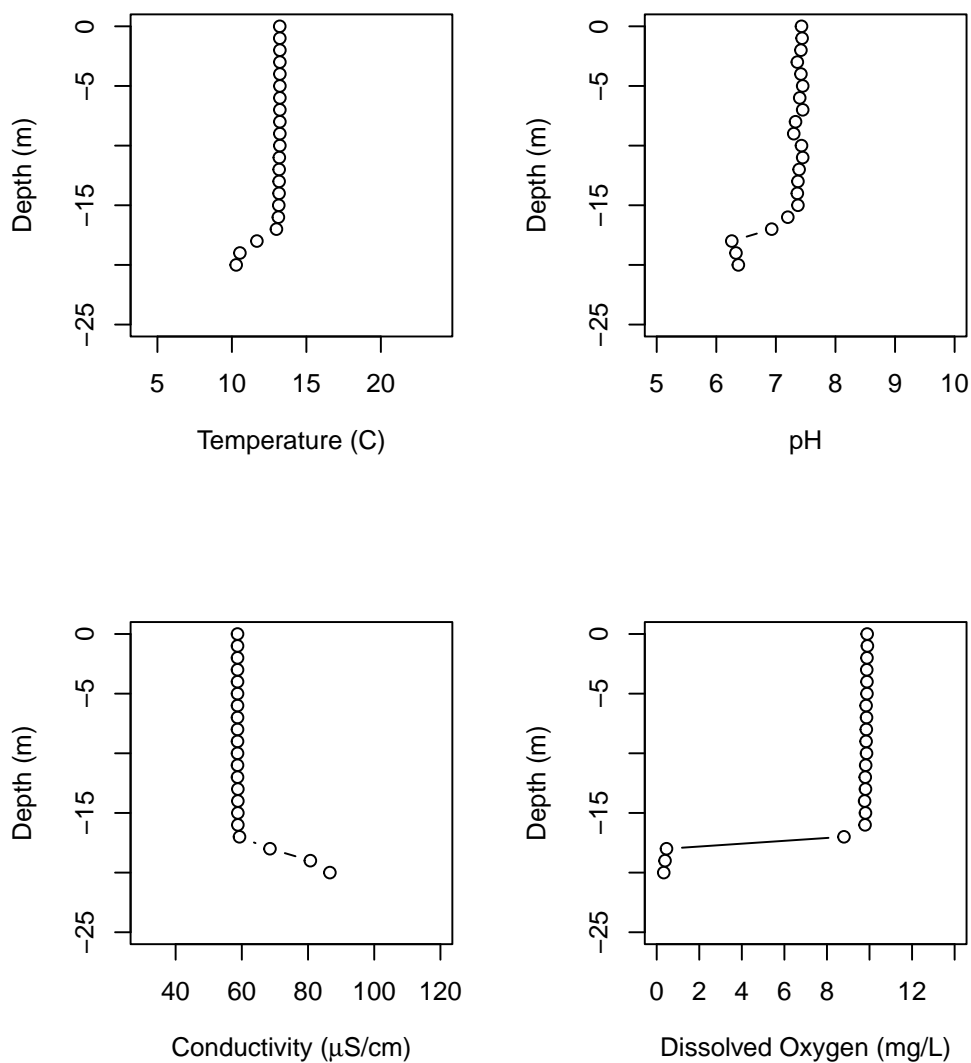 0
−5
−15
−25
Depth (m)
5 10 15 20
Temperature (C)
0
−5
−15
−25
Depth (m)
5 6 7 8 9 10
pH
0
−5
−15
−25
Depth (m)
40 60 80 100 120
Conductivity (μS/cm)
0
−5
−15
−25
Depth (m)
0 2 4 6 8 12
Dissolved Oxygen (mg/L)